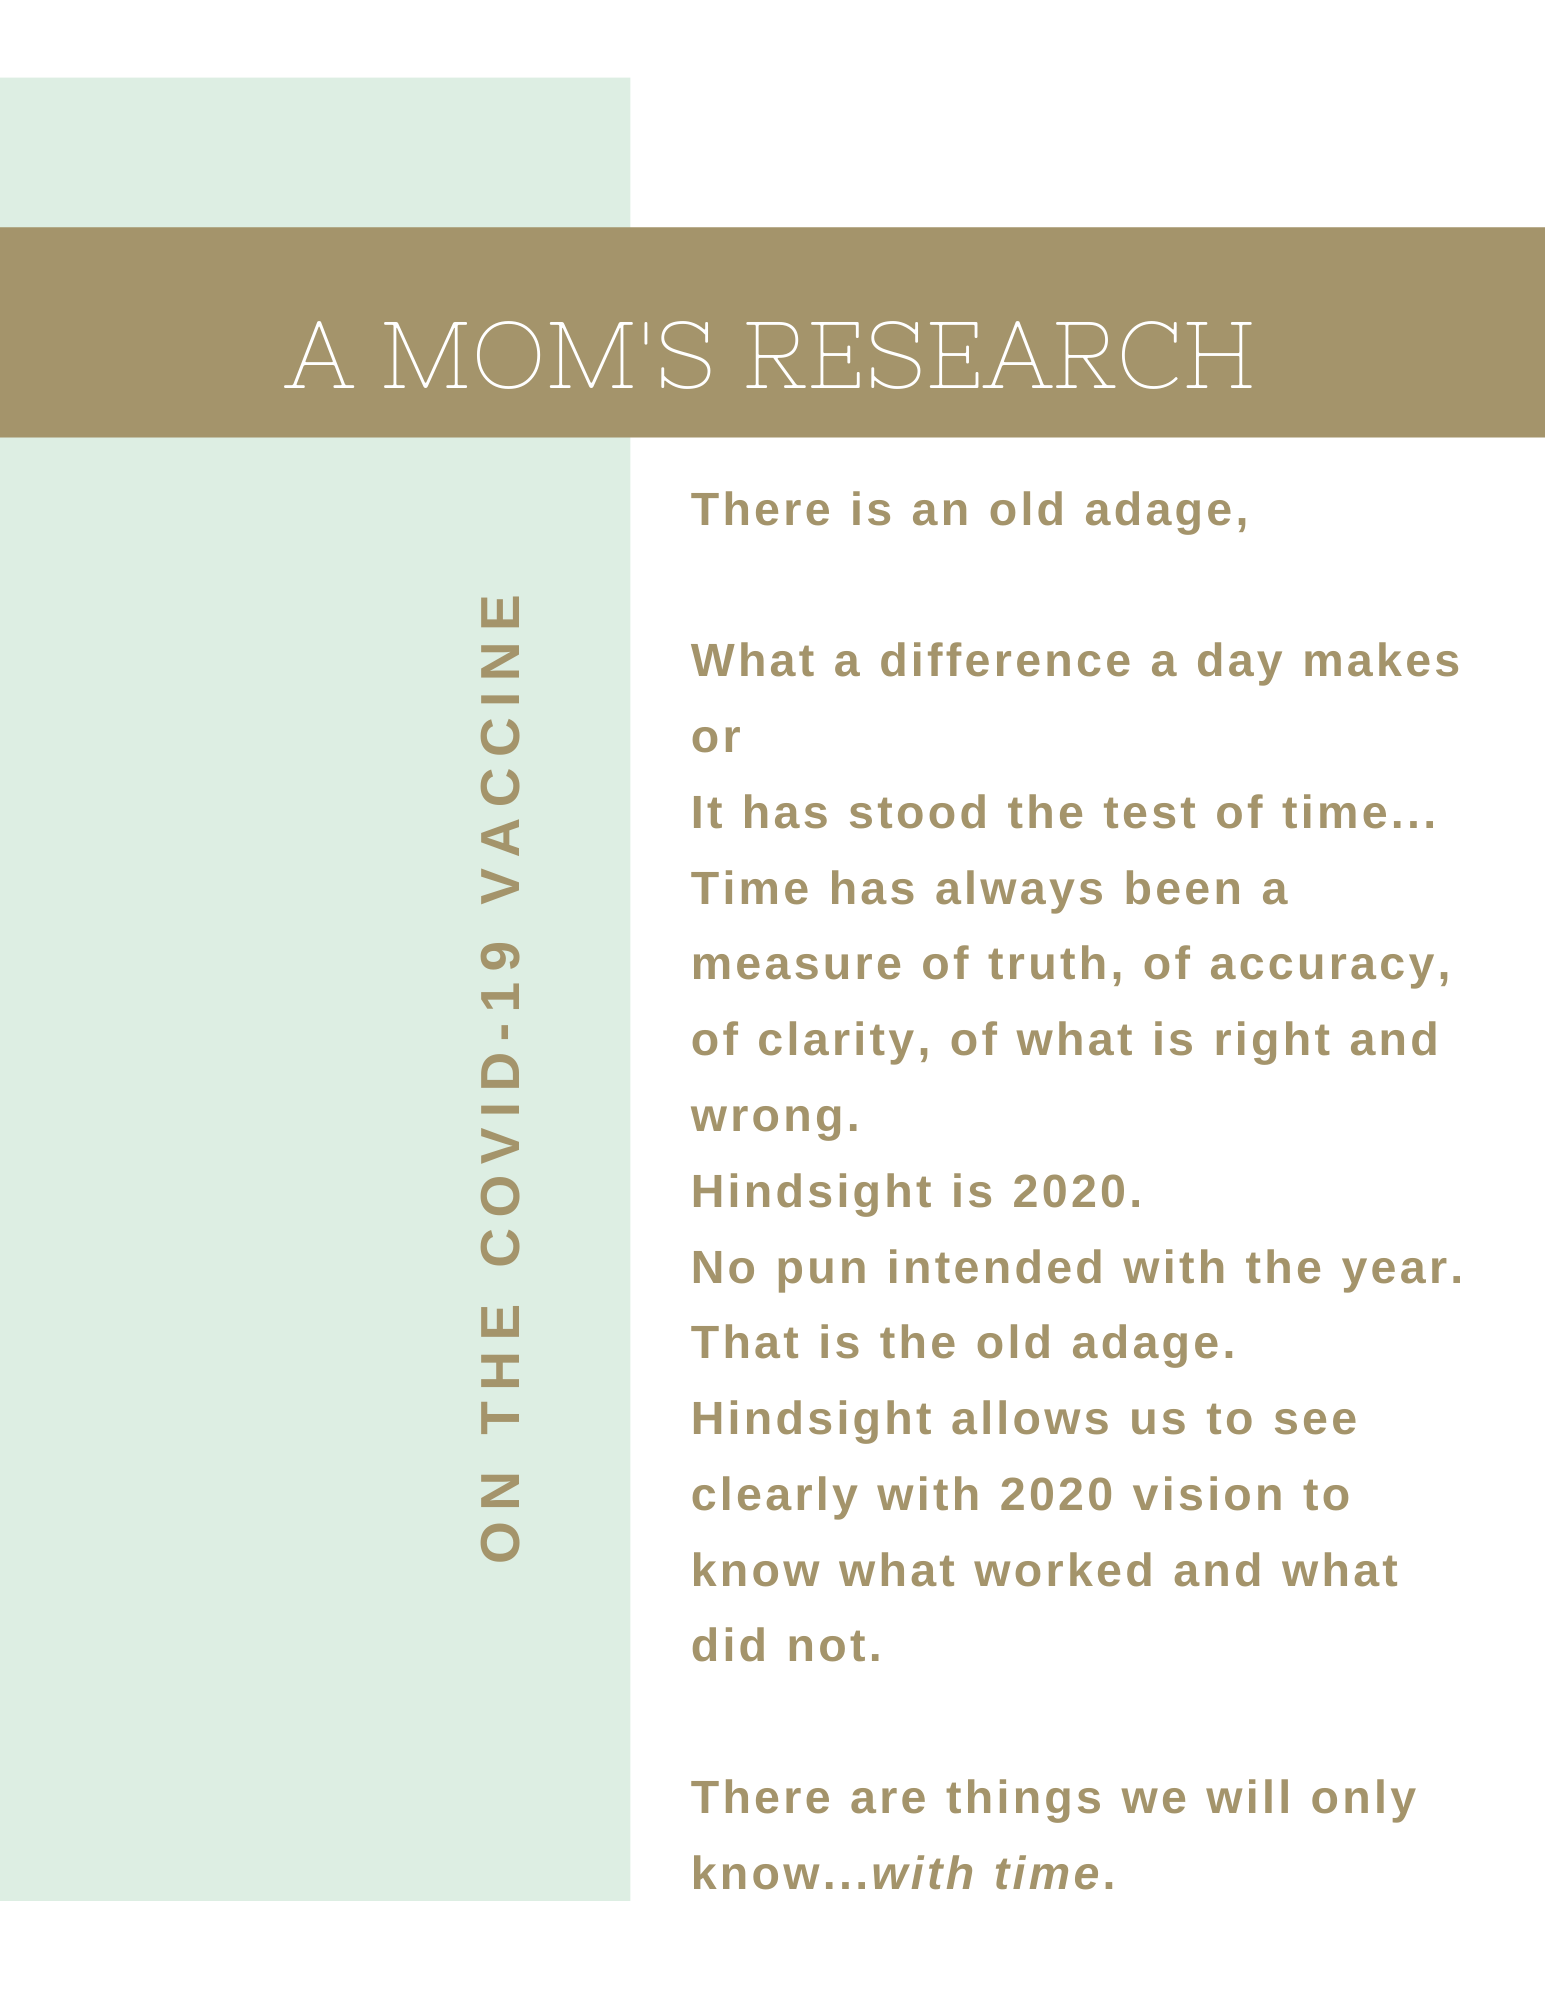 A MOM'S RESEARCH
ON THE COVID-19 VACCINE
There is an old adage,
What a difference a day makes
or
It has stood the test of time...
Time has always been a
measure of truth, of accuracy,
of clarity, of what is right and
wrong.
Hindsight is 2020.
No pun intended with the year.
That is the old adage.
Hindsight allows us to see
clearly with 2020 vision to
know what worked and what
did not.
There are things we will only
know...with time.